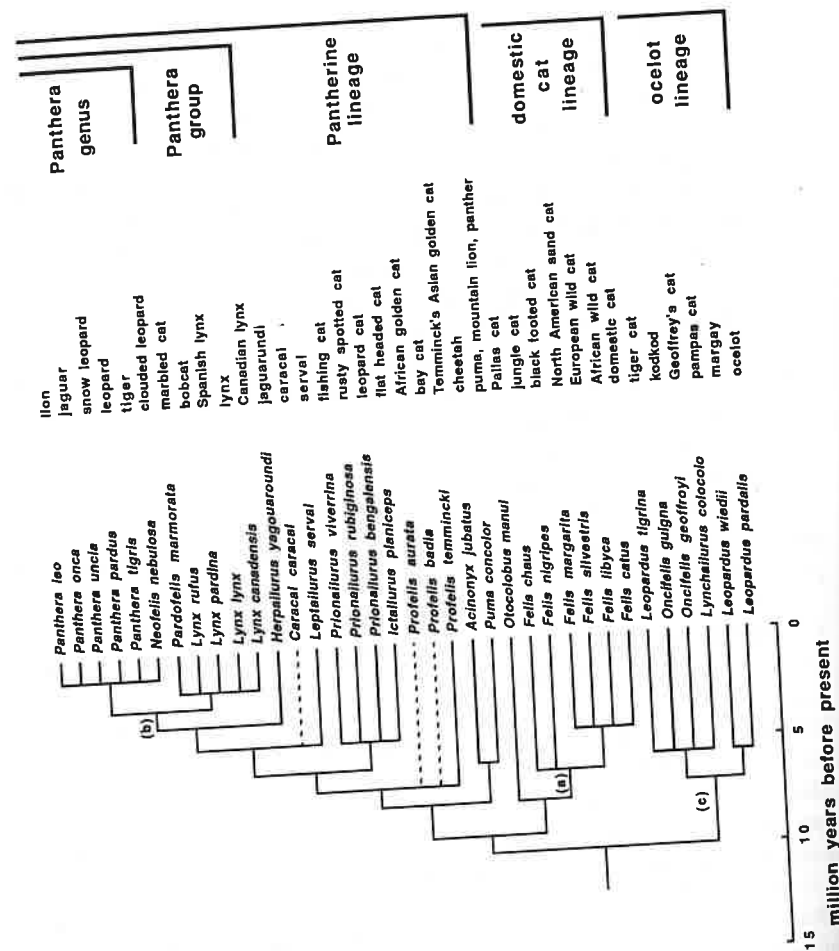 Panthera
genus
Panthera
group
Pantherine
lineage
domestic
cat
lineage
ocelot
lineage
lion
jaguar
snow leopard
leopard
tiger
clouded leopard
marbled cat
bobcat
Spanish lynx
lynx
Canadian lynx
jaguarundi
caracal
serval
fishing cat
rusty spotted cat
leopard cat
flat headed cat
African golden cat
bay cat
Temminck's Asian golden cat
cheetah
puma, mountain lion, panther
Pallas cat
jungle cat
black footed cat
North American sand cat
European wild cat
African wild cat
domestic cat
tiger cat
kodkod
Geoffrey's cat
pampas cat
margay
ocelot
Panthera leo
Panthera onca
Panthera uncia
Panthera pardus
Panthera tigris
Neofelis nebulosa
Pardofelis marmorata
Lynx rufus
Lynx pardina
Lynx lynx
Lynx canadensis
Herpailurus yagouaroundi
Caracal caracal
Leptailurus serval
Prionailurus viverrina
Prionailurus rubiginosa
Prionailurus bengalensis
Ictailurus planiceps
Profelis aurata
Profelis badia
Profelis temmincki
Acinonyx jubatus
Puma concolor
Otocolobus manul
Felis chaus
Felis nigripes
Felis margarita
Felis silvestris
Felis libyca
Felis catus
Leopardus tigrina
Oncifelis guigna
Oncifelis geoffroyi
Lynchailurus colocolo
Leopardus wiedii
Leopardus pardalis
(b)
(a)
(c)
0
5
10
15
million years before present